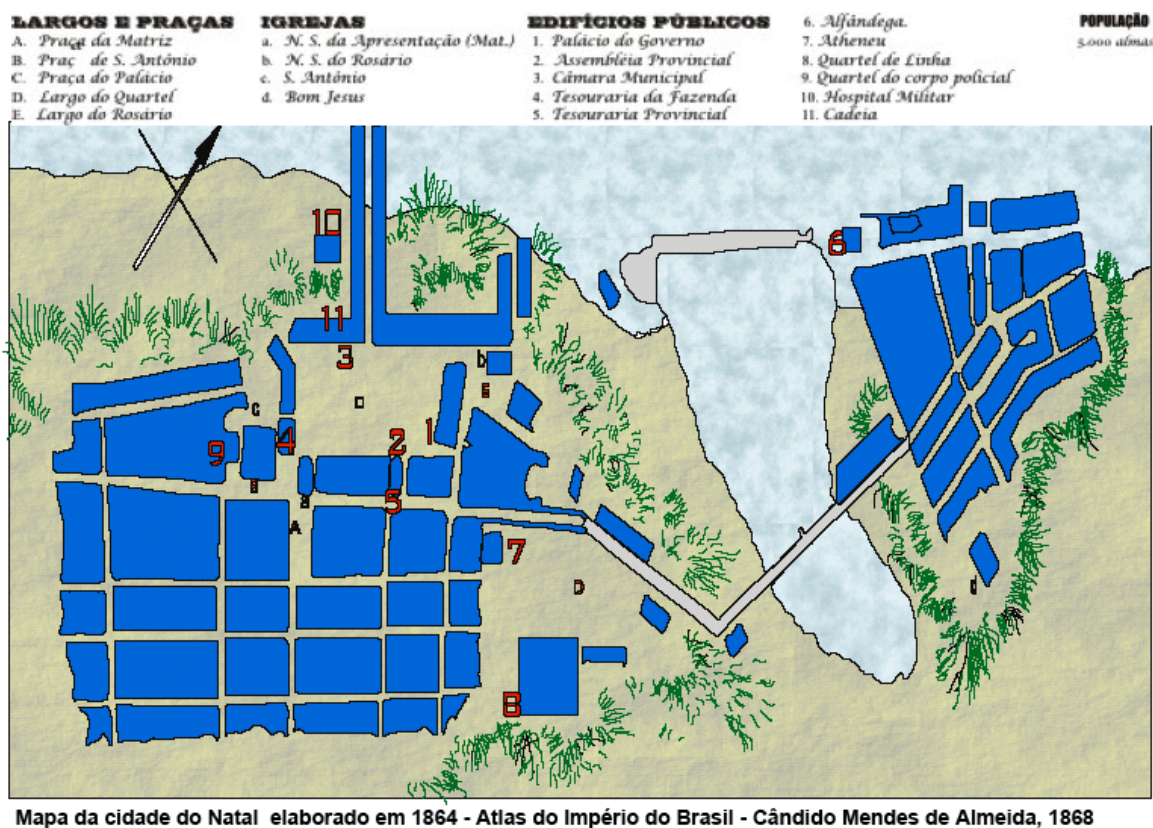 LARGOS E PRAÇAS
A. Praça da Matriz
B. Praç de S. Antônio
C. Praça do Palácio
D. Largo do Quartel
E. Largo do Rosário
IGREJAS
a. N. S. da Apresentação (Mat.)
b. N. S. do Rosário
c. S. Antônio
d. Bom Jesus
EDIFÍCIOS PÚBLICOS
1. Palácio do Governo
2. Assembléia Provincial
3. Câmara Municipal
4. Tesouraria da Fazenda
5. Tesouraria Provincial
6. Alfândega.
7. Atheneu
8. Quartel de Linha
9. Quartel do corpo policial
10. Hospital Militar
11. Cadeia
POPULAÇÃO
5.000 almas
10
6
11
3
b
E
C
C
1
2
4
9
B
a
5
A
7
D
d
8
Mapa da cidade do Natal elaborado em 1864 - Atlas do Império do Brasil - Cândido Mendes de Almeida, 1868